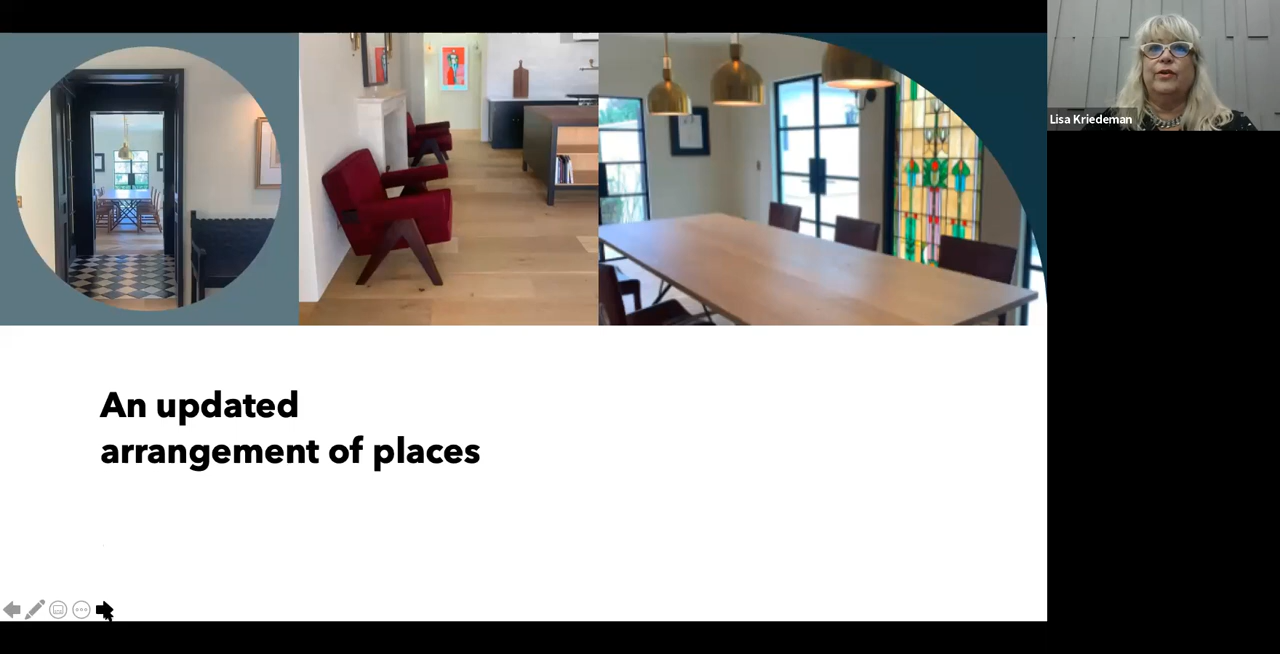 Lisa Kriedeman
An updated
arrangement of places